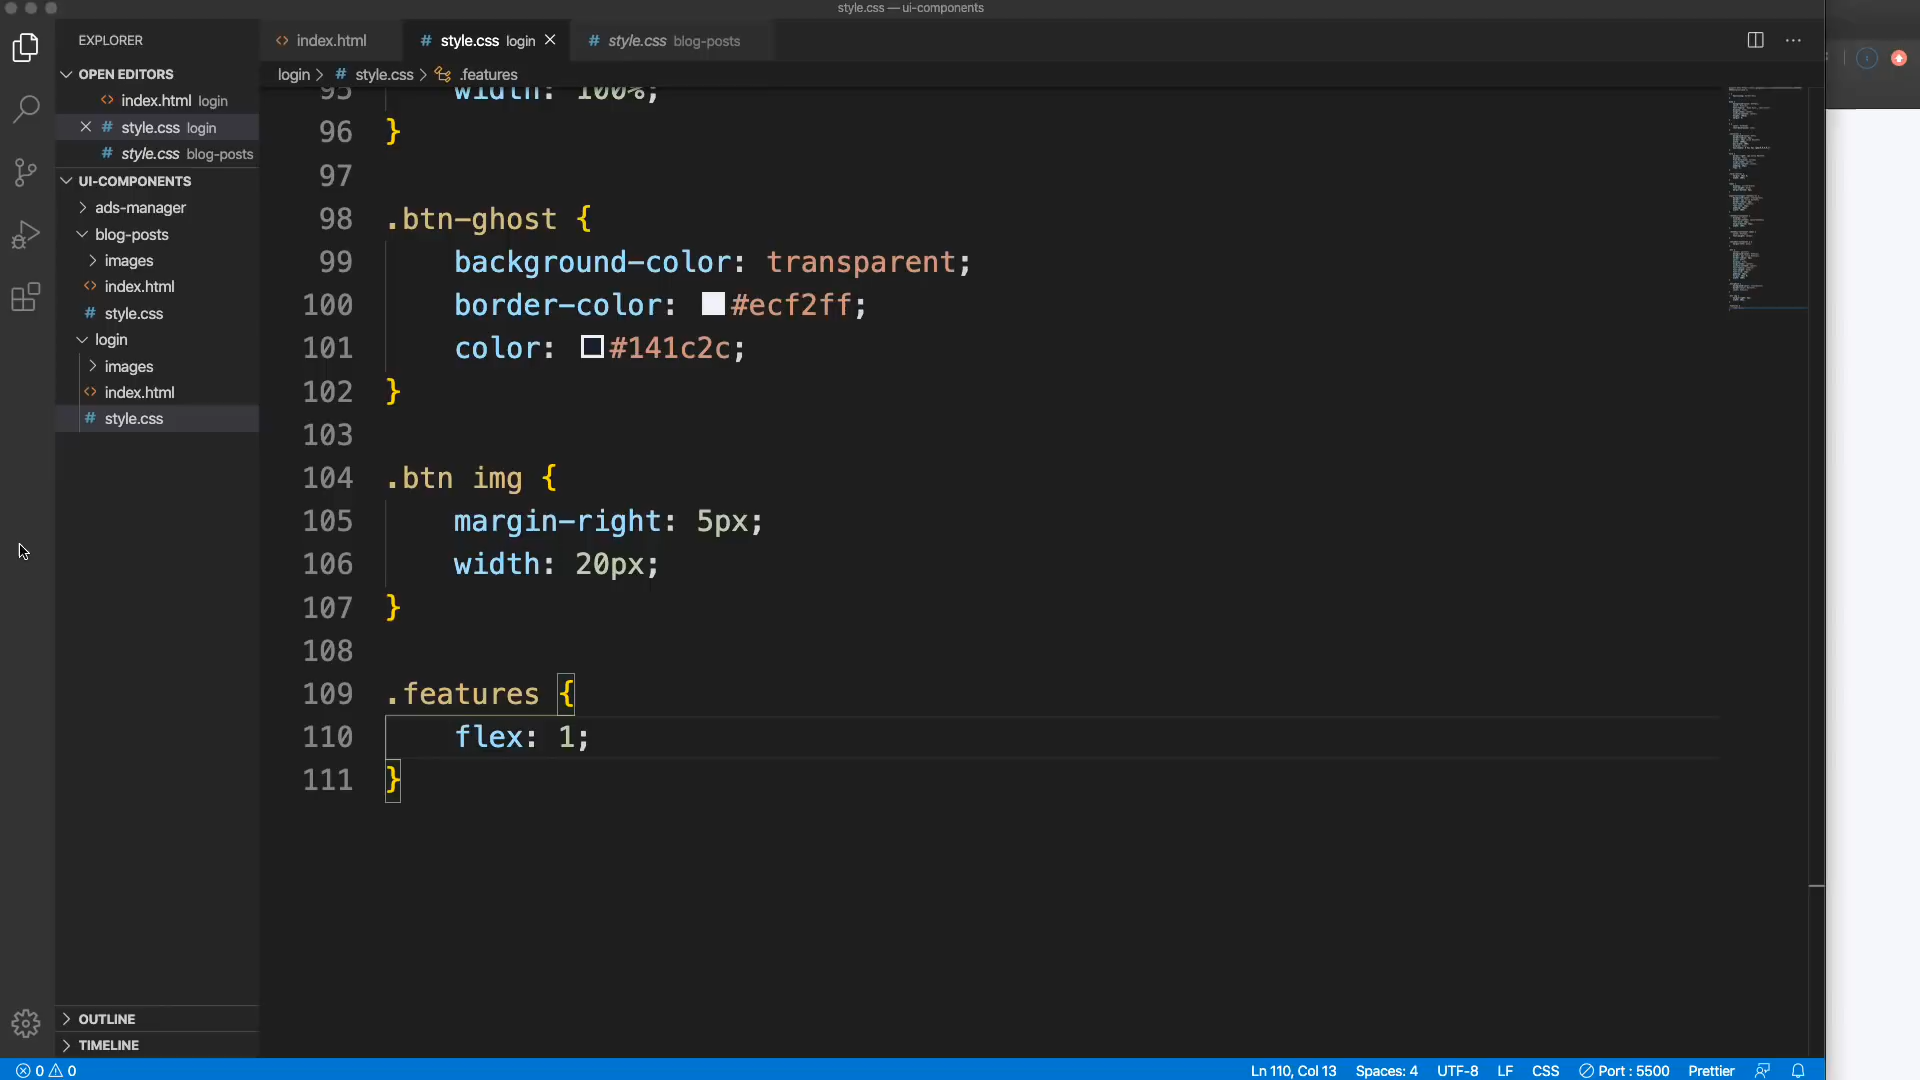 style.css — ui-components
EXPLORER
index.html
style.css login
style.css blog-posts
OPEN EDITORS
login > style.css > .features
index.html login
style.css login
style.css blog-posts
UI-COMPONENTS
ads-manager
blog-posts
images
index.html
style.css
login
images
index.html
style.css
OUTLINE
TIMELINE
95 width: 100%;
96 }
97
98 .btn-ghost {
99 background-color: transparent;
100 border-color: #ecf2ff;
101 color: #141c2c;
102 }
103
104 .btn img {
105 margin-right: 5px;
106 width: 20px;
107 }
108
109 .features {
110 flex: 1;
111 }
0 0 Ln 110, Col 13 Spaces: 4 UTF-8 LF CSS Port : 5500 Prettier